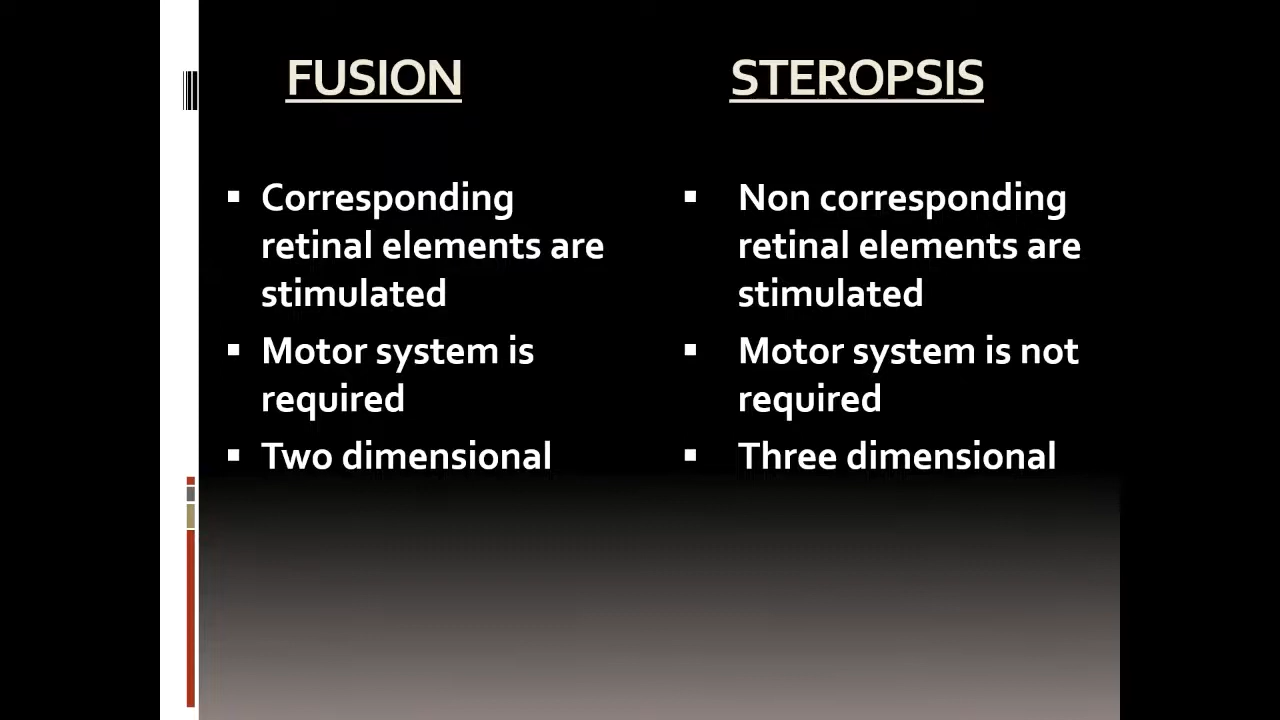 FUSION
Corresponding
retinal elements are
stimulated
Motor system is
required
Two dimensional
STEROPSIS
Non corresponding
retinal elements are
stimulated
Motor system is not
required
Three dimensional